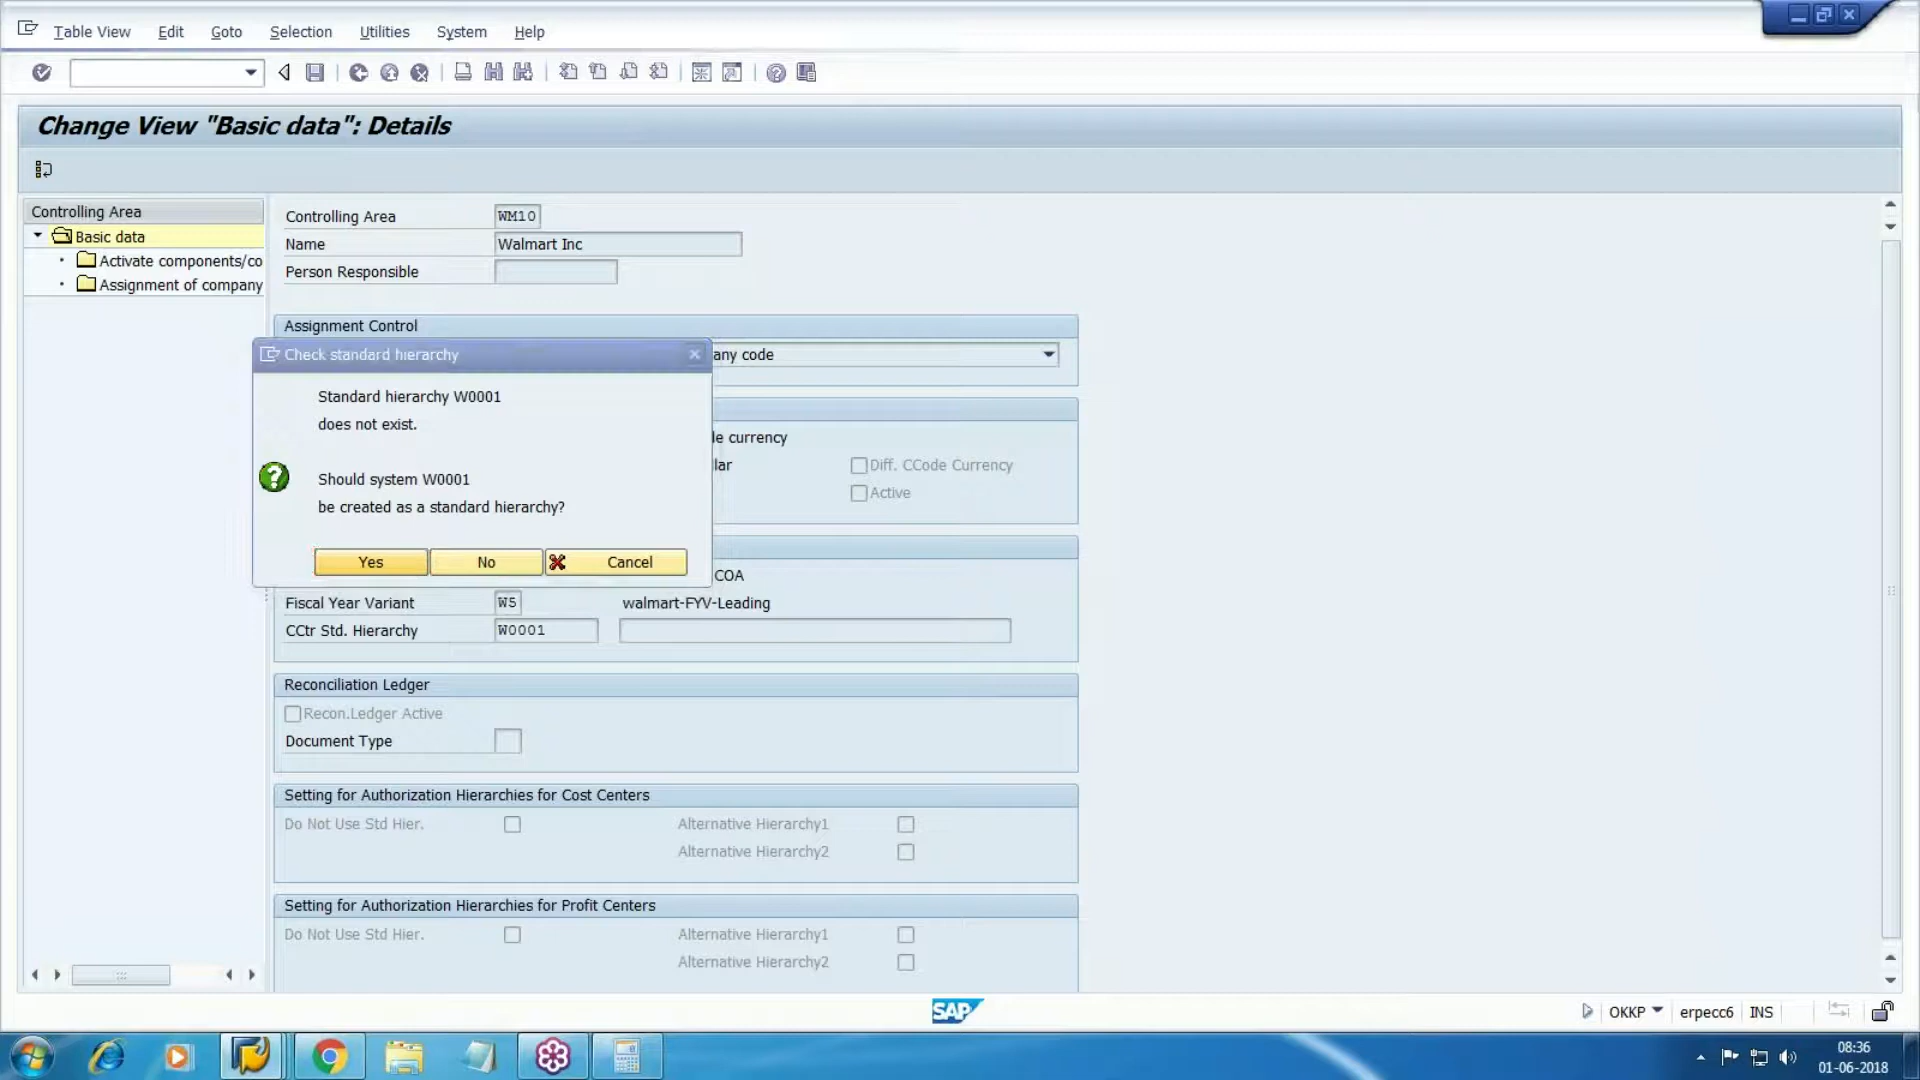 Table View Edit Goto Selection Utilities System Help
Change View "Basic data": Details
Controlling Area
Basic data
Activate components/co
Assignment of company
Controlling Area WM10
Name Walmart Inc
Person Responsible
Assignment Control
any code
Check standard hierarchy
Standard hierarchy W0001
does not exist.
Should system W0001
be created as a standard hierarchy?
Yes No Cancel
le currency
lar Diff. CCode Currency
Active
COA
Fiscal Year Variant W5 walmart-FYV-Leading
CCtr Std. Hierarchy W0001
Reconciliation Ledger
Recon.Ledger Active
Document Type
Setting for Authorization Hierarchies for Cost Centers
Do Not Use Std Hier. Alternative Hierarchy1
Alternative Hierarchy2
Setting for Authorization Hierarchies for Profit Centers
Do Not Use Std Hier. Alternative Hierarchy1
Alternative Hierarchy2
SAP
OKKP erpecc6 INS
08:36
01-06-2018